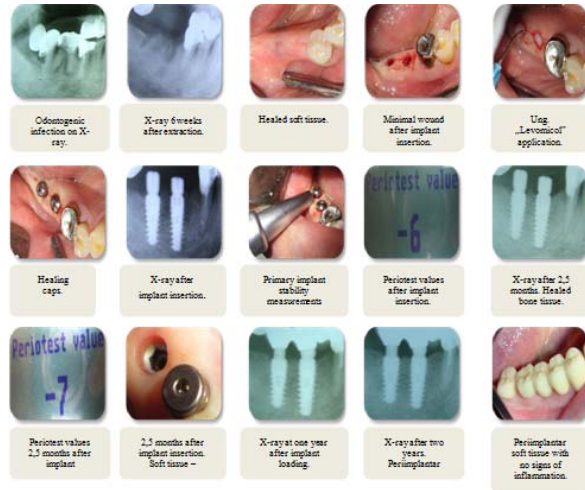 Odontogenic
infection on X-
ray.
X-ray 6weeks
after extraction.
Healed soft tissue.
Minimal wound
after implant
insertion.
Ung.
„Levomicol”
application.
Healing
caps.
X-ray after
implant insertion.
Primary implant
stability
measurements
Periotest value
-6
Periotest values
after implant
insertion.
X-ray after 2,5
months. Healed
bone tissue.
Periotest value
-7
Periotest values
2,5 months after
implant
2,5 months after
implant insertion.
Soft tissue –
X-ray at one year
after implant
loading.
X-ray after two
years.
Periimplantar
Periimplantar
soft tissue with
no signs of
inflammation.